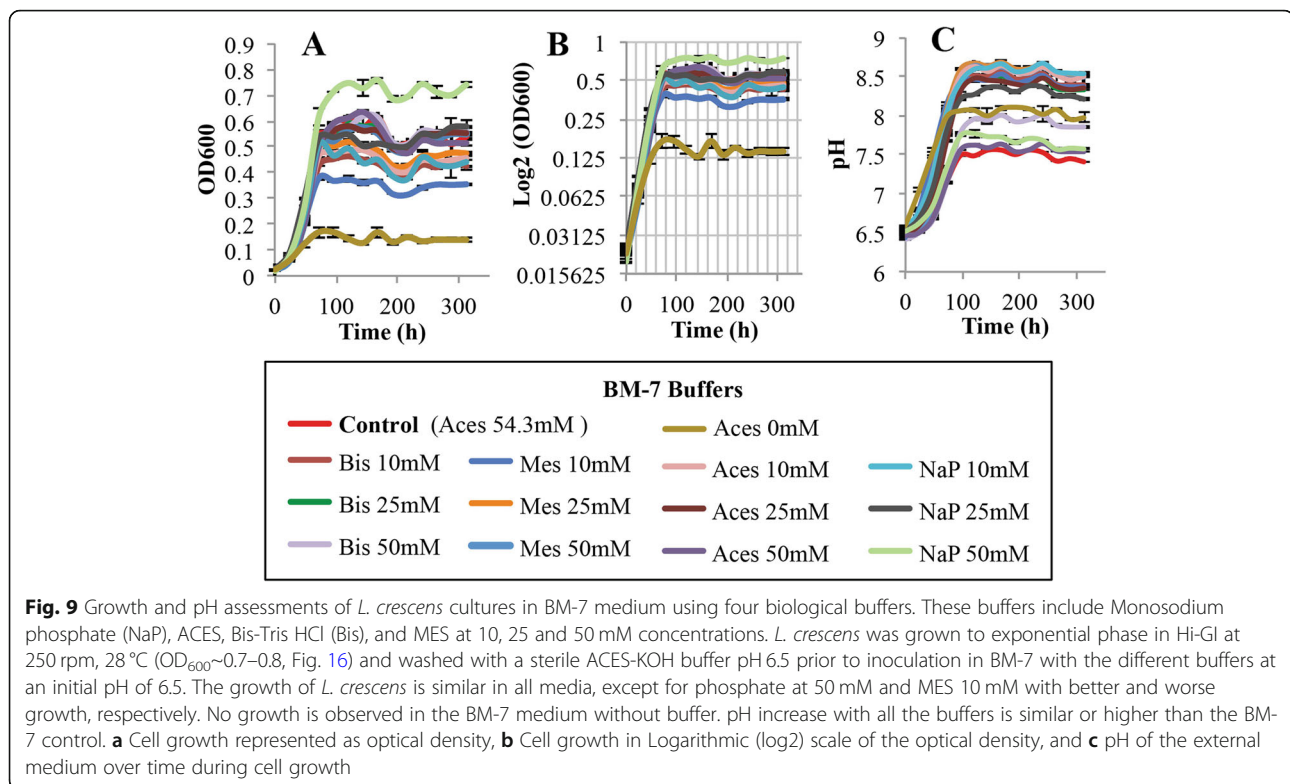 A
B
C
0.9
0.8
0.7
0.6
0.5
0.4
0.3
0.2
0.1
0
OD600
0 100 200 300
Time (h)
1
0.5
0.25
0.125
0.0625
0.03125
0.015625
Log2 (OD600)
0 100 200 300
Time (h)
9
8.5
8
7.5
7
6.5
6
pH
0 100 200 300
Time (h)
BM-7 Buffers
Control (Aces 54.3mM ) Aces 0mM
Bis 10mM Mes 10mM Aces 10mM NaP 10mM
Bis 25mM Mes 25mM Aces 25mM NaP 25mM
Bis 50mM Mes 50mM Aces 50mM NaP 50mM
Fig. 9 Growth and pH assessments of L. crescens cultures in BM-7 medium using four biological buffers. These buffers include Monosodium
phosphate (NaP), ACES, Bis-Tris HCl (Bis), and MES at 10, 25 and 50 mM concentrations. L. crescens was grown to exponential phase in Hi-GI at
250 rpm, 28 °C (OD600~0.7–0.8, Fig. 16) and washed with a sterile ACES-KOH buffer pH 6.5 prior to inoculation in BM-7 with the different buffers at
an initial pH of 6.5. The growth of L. crescens is similar in all media, except for phosphate at 50 mM and MES 10 mM with better and worse
growth, respectively. No growth is observed in the BM-7 medium without buffer. pH increase with all the buffers is similar or higher than the BM-
7 control. a Cell growth represented as optical density, b Cell growth in Logarithmic (log2) scale of the optical density, and c pH of the external
medium over time during cell growth